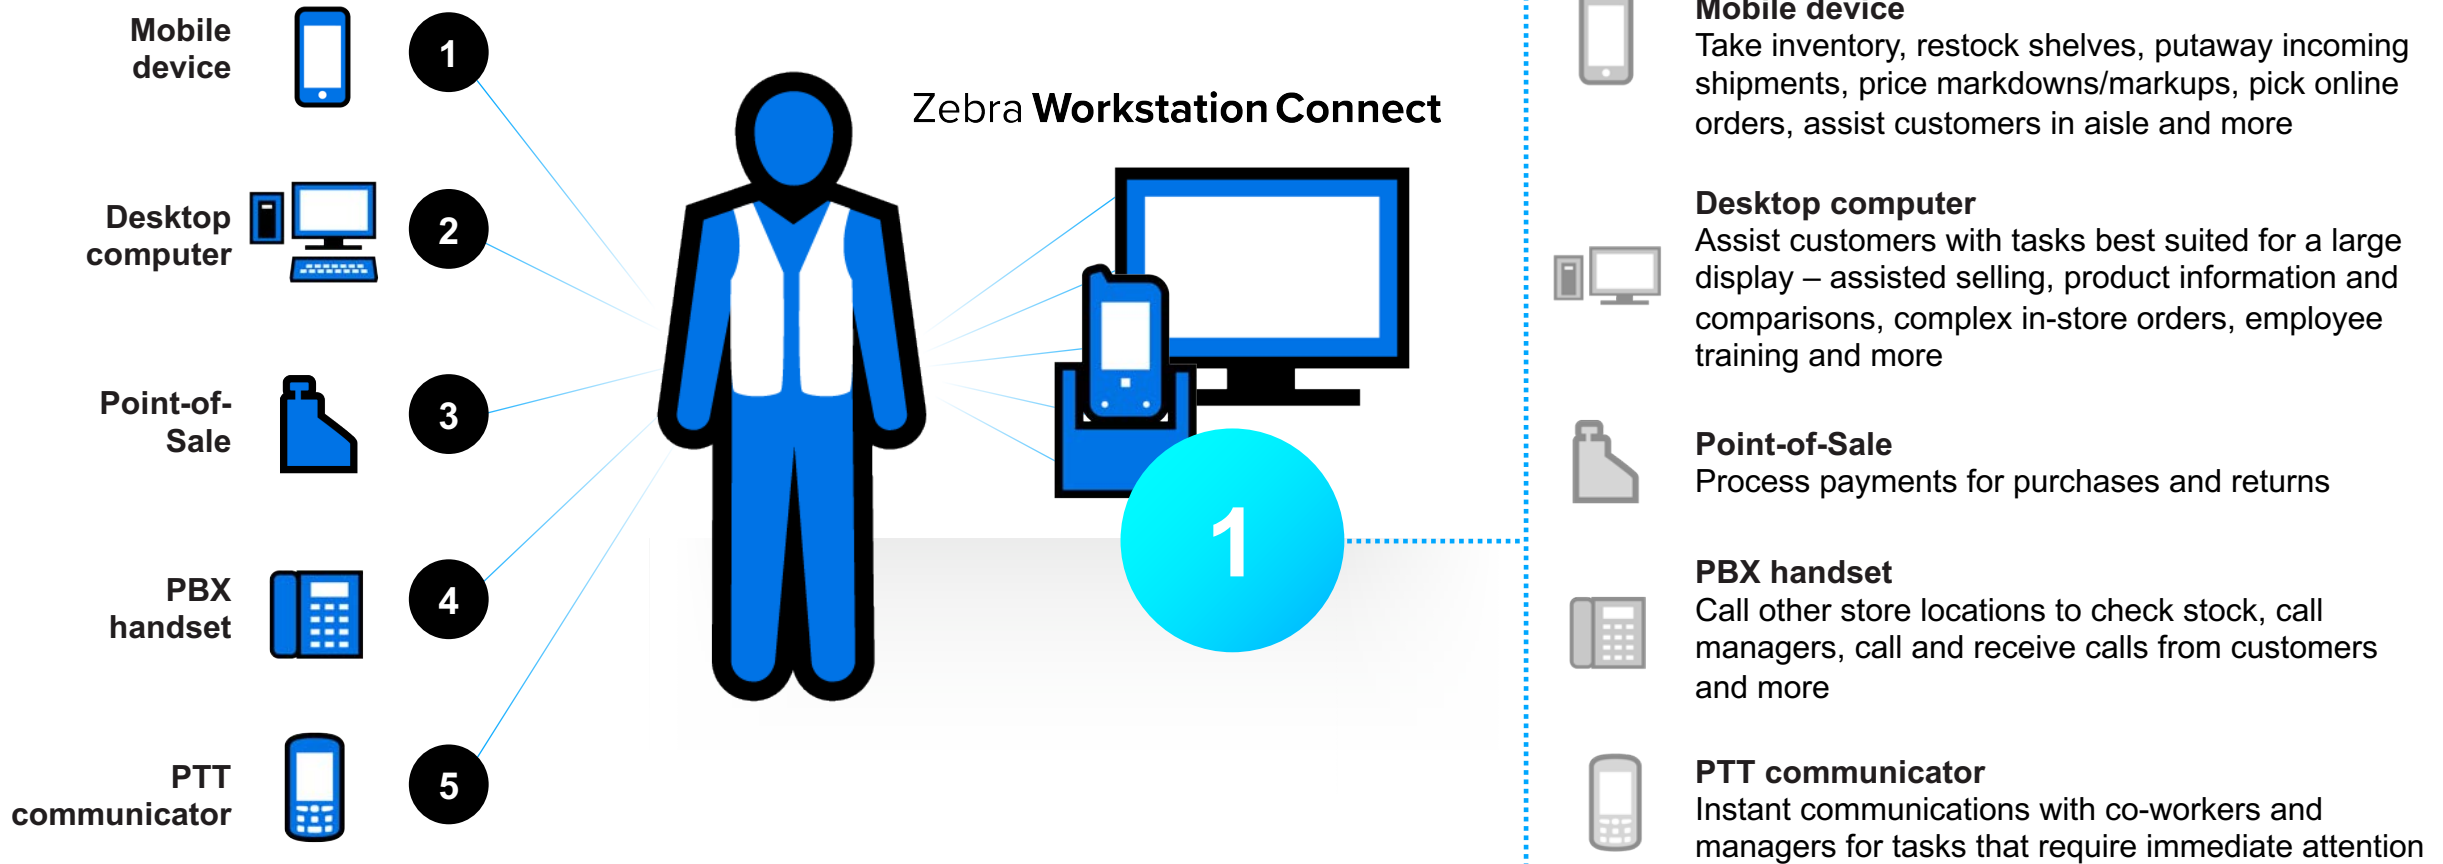 Mobile
device
1
Desktop
computer
2
Point-of-
Sale
3
PBX
handset
4
PTT
communicator
5
Zebra Workstation Connect
1
Mobile device
Take inventory, restock shelves, putaway incoming
shipments, price markdowns/markups, pick online
orders, assist customers in aisle and more
Desktop computer
Assist customers with tasks best suited for a large
display – assisted selling, product information and
comparisons, complex in-store orders, employee
training and more
Point-of-Sale
Process payments for purchases and returns
PBX handset
Call other store locations to check stock, call
managers, call and receive calls from customers
and more
PTT communicator
Instant communications with co-workers and
managers for tasks that require immediate attention